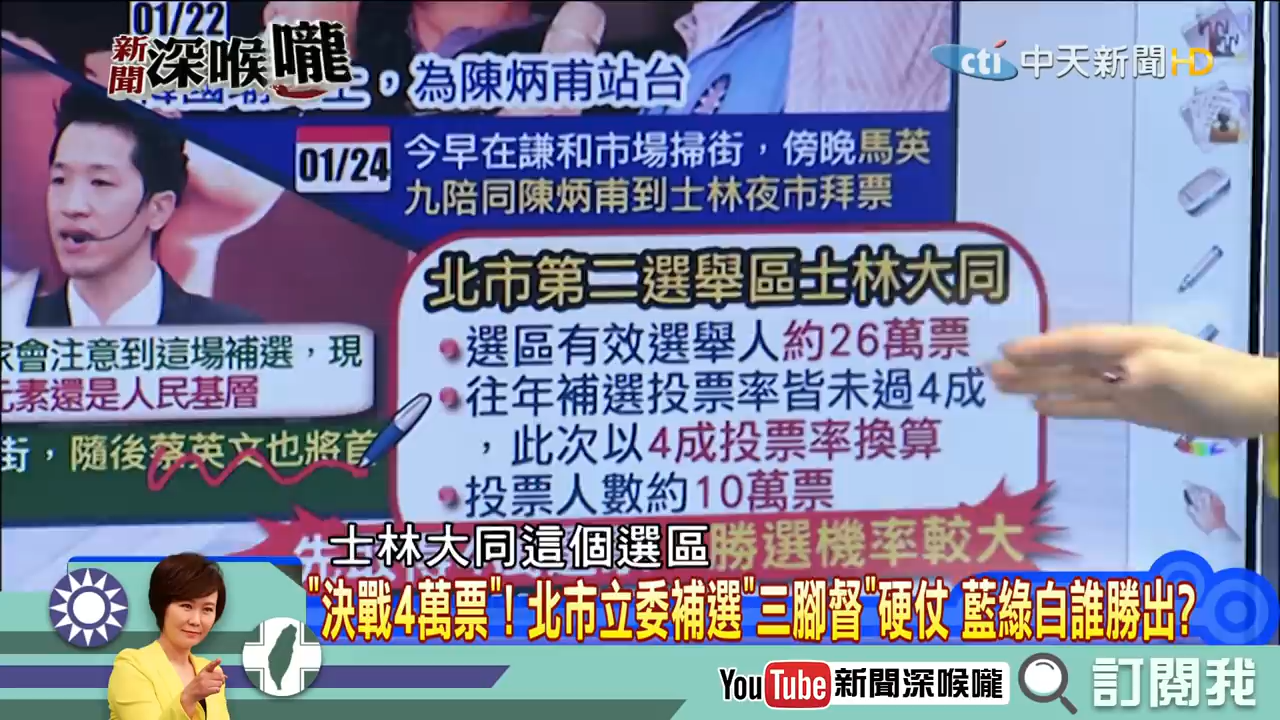 01/22
新聞深喉嚨
cti 中天新聞HD
，為陳炳甫站台
01/24
今早在謙和市場掃街，傍晚馬英
九陪同陳炳甫到士林夜市拜票
北市第二選舉區士林大同
選區有效選舉人約26萬票
往年補選投票率皆未過4成
，此次以4成投票率換算
投票人數約10萬票
家會注意到這場補選，現
元素還是人民基層
街，隨後蔡英文也將首
勝選機率較大
士林大同這個選區
"決戰4萬票"！北市立委補選"三腳督"硬仗 藍綠白誰勝出?
YouTube 新聞深喉嚨 訂閱我